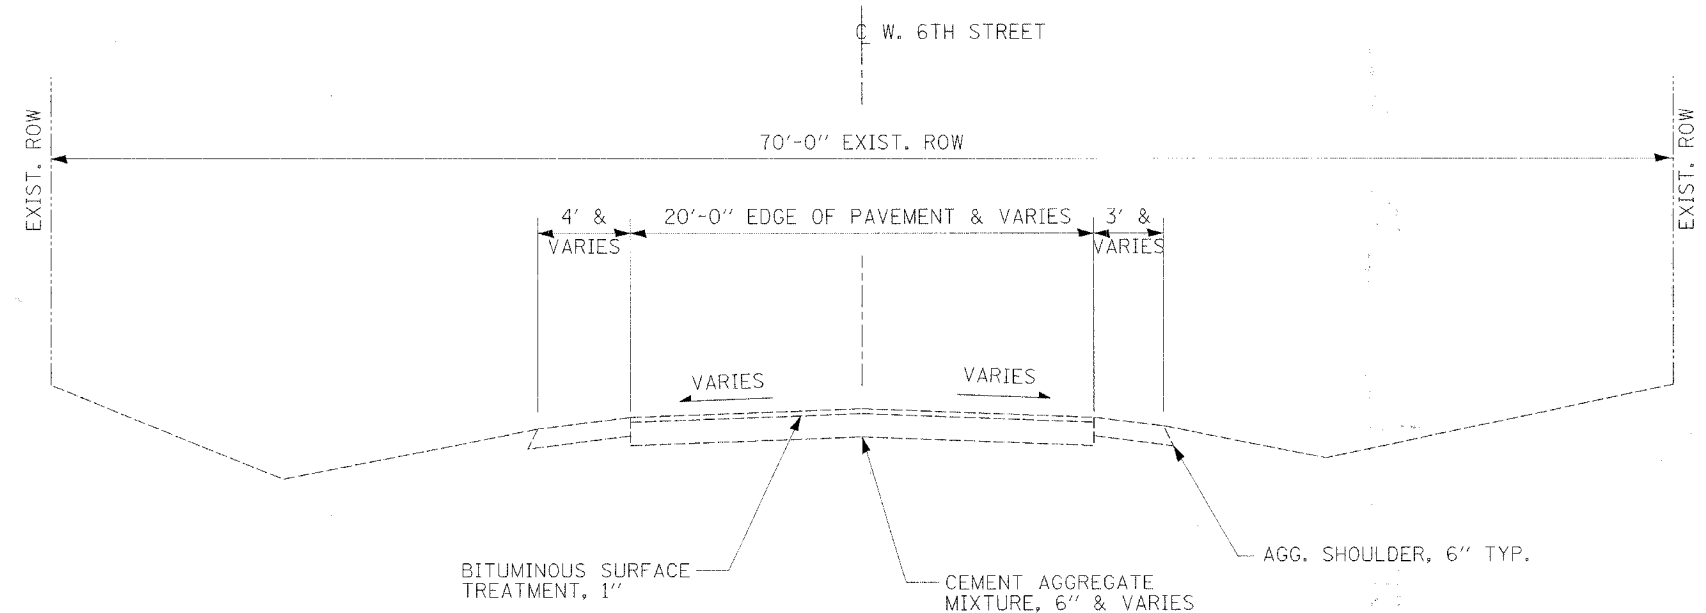 ℄ W. 6TH STREET
EXIST. ROW
70'-0" EXIST. ROW
EXIST. ROW
4' &
VARIES
20'-0" EDGE OF PAVEMENT & VARIES
3' &
VARIES
VARIES
VARIES
BITUMINOUS SURFACE
TREATMENT, 1"
CEMENT AGGREGATE
MIXTURE, 6" & VARIES
AGG. SHOULDER, 6" TYP.